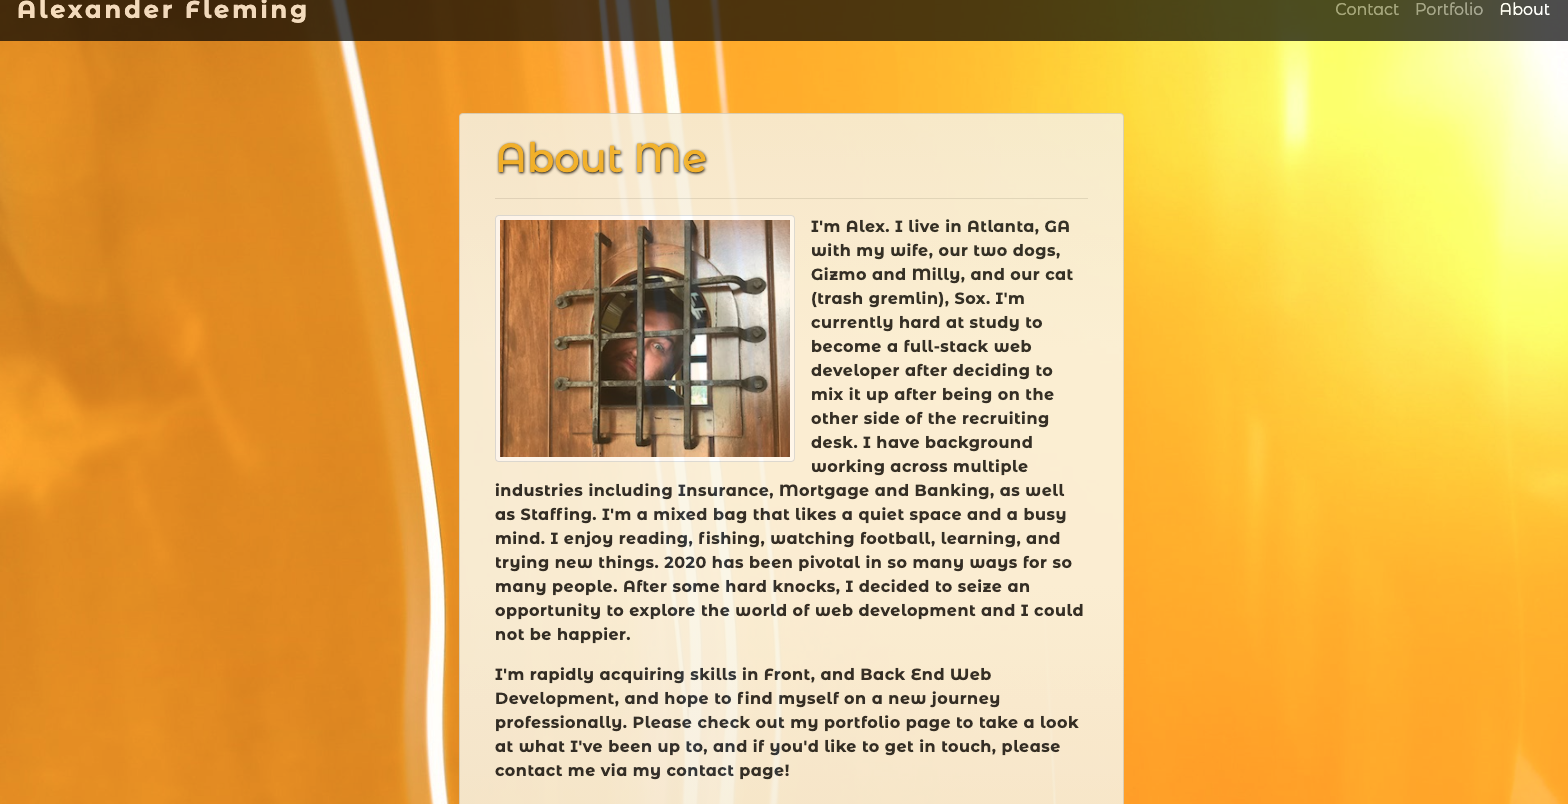 Alexander Fleming
Contact Portfolio About
About Me
I'm Alex. I live in Atlanta, GA
with my wife, our two dogs,
Gizmo and Milly, and our cat
(trash gremlin), Sox. I'm
currently hard at study to
become a full-stack web
developer after deciding to
mix it up after being on the
other side of the recruiting
desk. I have background
working across multiple
industries including Insurance, Mortgage and Banking, as well
as Staffing. I'm a mixed bag that likes a quiet space and a busy
mind. I enjoy reading, fishing, watching football, learning, and
trying new things. 2020 has been pivotal in so many ways for so
many people. After some hard knocks, I decided to seize an
opportunity to explore the world of web development and I could
not be happier.
I'm rapidly acquiring skills in Front, and Back End Web
Development, and hope to find myself on a new journey
professionally. Please check out my portfolio page to take a look
at what I've been up to, and if you'd like to get in touch, please
contact me via my contact page!